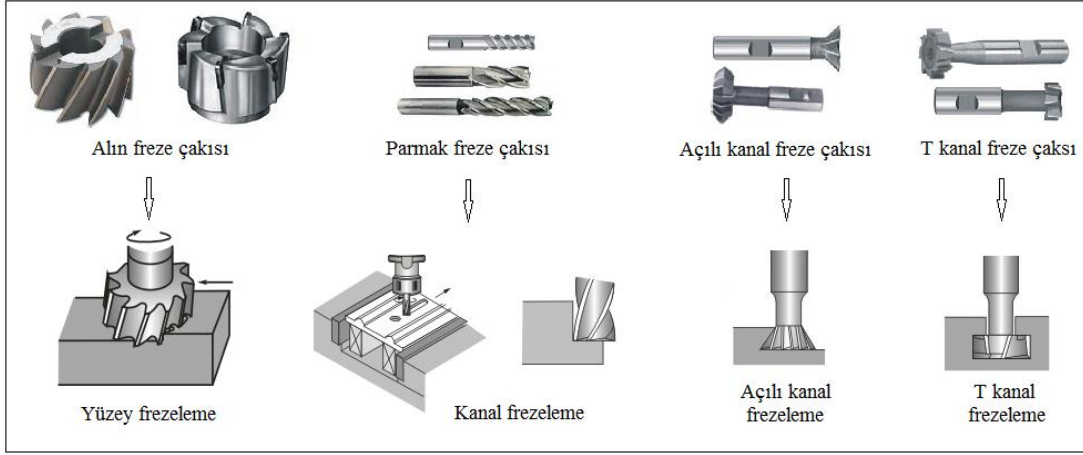 Alın freze çakısı
Parmak freze çakısı
Açılı kanal freze çakısı
T kanal freze çaksı
Yüzey frezeleme
Kanal frezeleme
Açılı kanal
frezeleme
T kanal
frezeleme